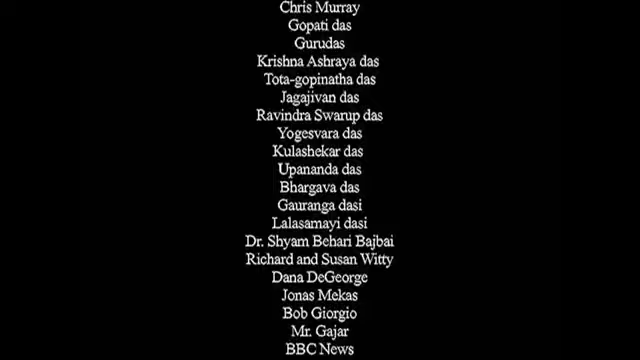 Chris Murray
Gopati das
Gurudas
Krishna Ashraya das
Tota-gopinatha das
Jagajivan das
Ravindra Swarup das
Yogesvara das
Kulashekar das
Upananda das
Bhargava das
Gauranga dasi
Lalasamayi dasi
Dr. Shyam Behari Bajbai
Richard and Susan Witty
Dana DeGeorge
Jonas Mekas
Bob Giorgio
Mr. Gajar
BBC News